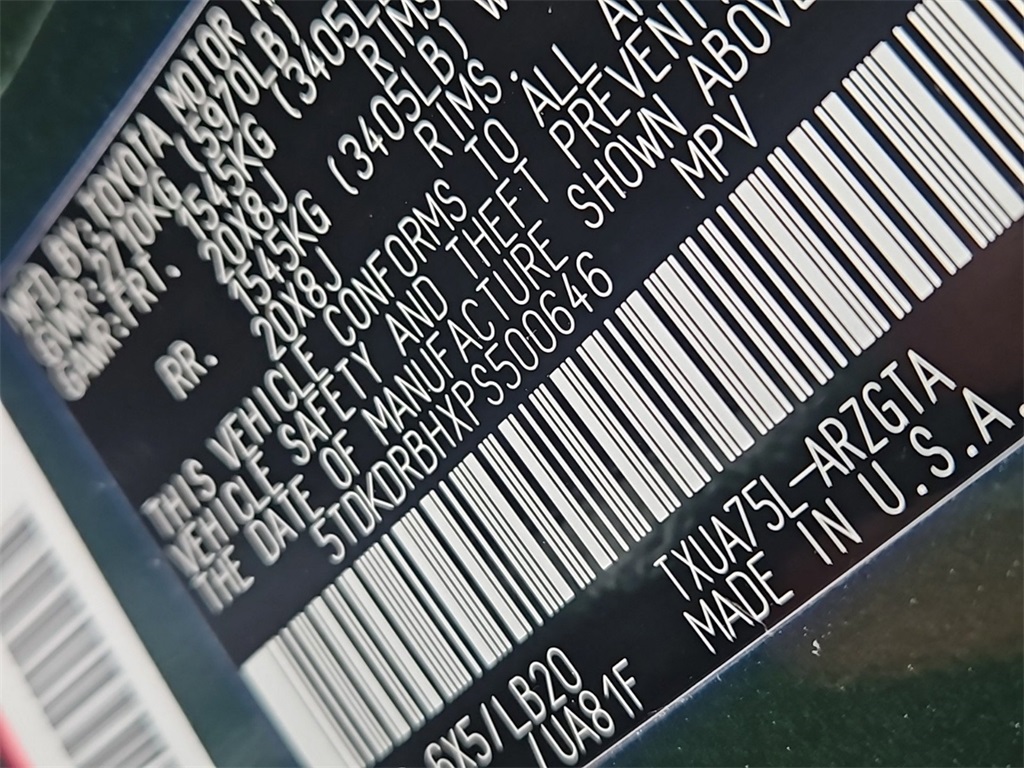 MFD.BY:TOYOTA MOTOR
GVWR:2710KG (5970LB)
GAWR:FRT. 1545KG (3405LB)
20X8J RIMS
RR. 1545KG (3405LB)
20X8J RIMS
THIS VEHICLE CONFORMS TO ALL
VEHICLE SAFETY AND THEFT PREVENT
THE DATE OF MANUFACTURE SHOWN ABOVE
5TDKDRBHXPS500646 MPV
6X5/LB20 TXUA75L-ARZGTA
/UA81F MADE IN U.S.A.